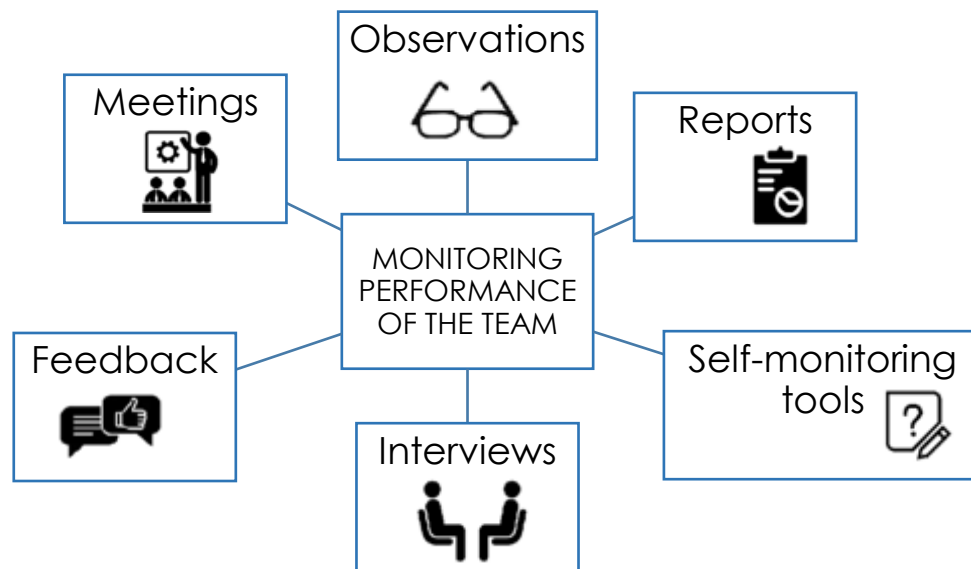 Observations
Meetings
Reports
MONITORING
PERFORMANCE
OF THE TEAM
Feedback
Self-monitoring
tools
?
Interviews